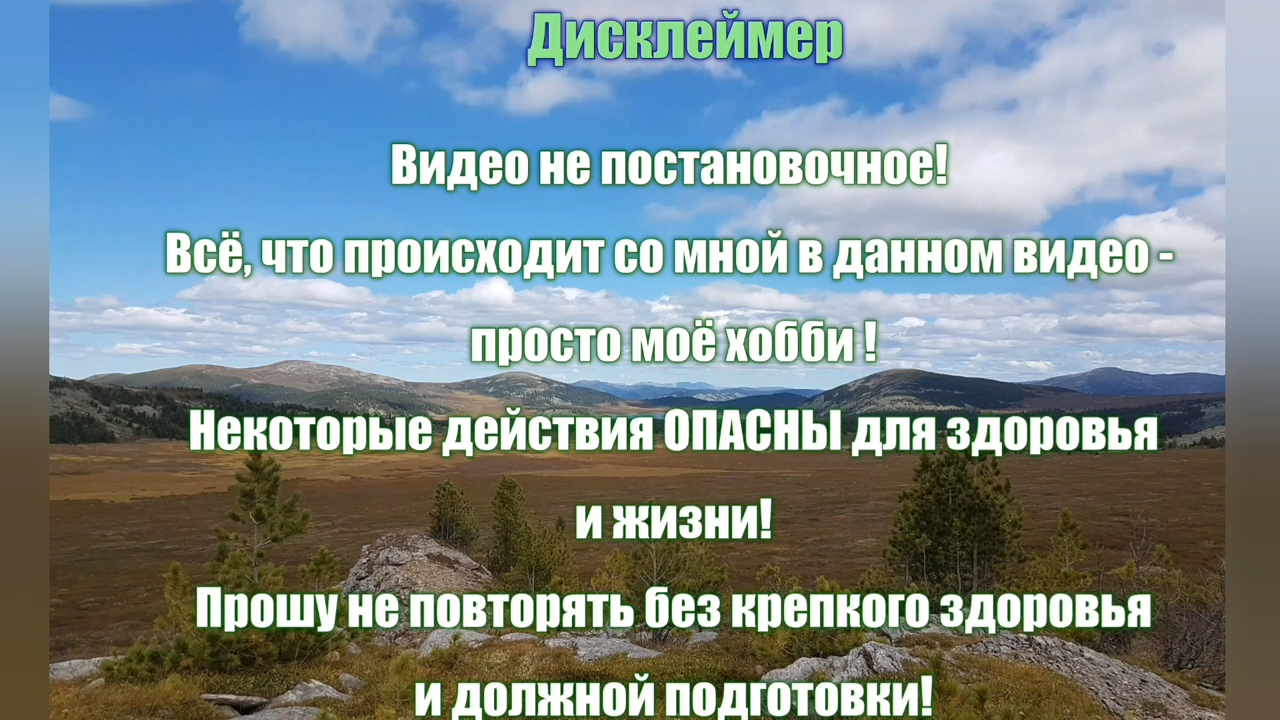 Дисклеймер
Видео не постановочное!
Всё, что происходит со мной в данном видео -
просто моё хобби !
Некоторые действия ОПАСНЫ для здоровья
и жизни!
Прошу не повторять без крепкого здоровья
и должной подготовки!